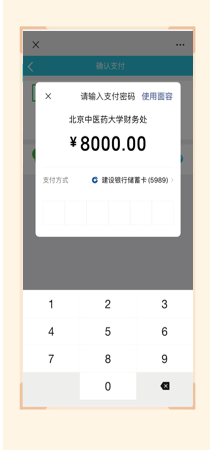 确认支付
请输入支付密码 使用面容
北京中医药大学财务处
¥8000.00
支付方式 建设银行储蓄卡(5989)
1 2 3
4 5 6
7 8 9
0